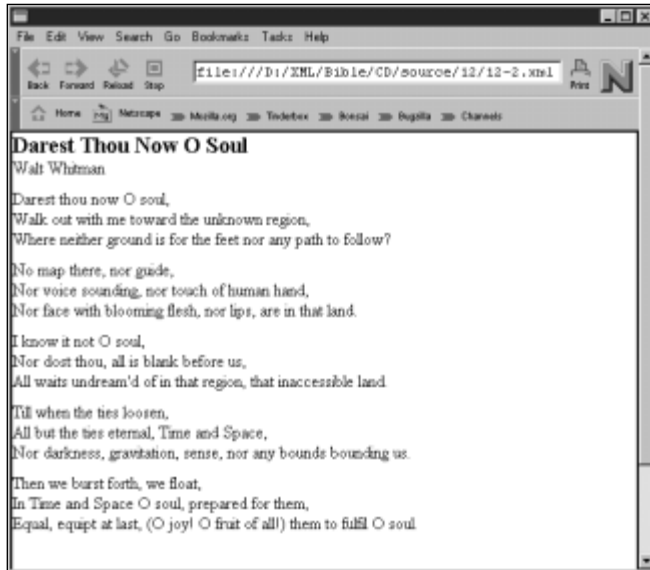 File Edit View Search Go Bookmarks Tasks Help
Back Forward Reload Stop
file:///D:/XML/Bible/CD/source/12/12-2.xml
Print
N
Home Netscape Mozilla.org Tinderbox Bonsai Bugzilla Channels
Darest Thou Now O Soul
Walt Whitman
Darest thou now O soul,
Walk out with me toward the unknown region,
Where neither ground is for the feet nor any path to follow?
No map there, nor guide,
Nor voice sounding, nor touch of human hand,
Nor face with blooming flesh, nor lips, are in that land.
I know it not O soul,
Nor dost thou, all is blank before us,
All waits undream'd of in that region, that inaccessible land.
Till when the ties loosen,
All but the ties eternal, Time and Space,
Nor darkness, gravitation, sense, nor any bounds bounding us.
Then we burst forth, we float,
In Time and Space O soul, prepared for them,
Equal, equipt at last, (O joy! O fruit of all!) them to fulfil O soul.